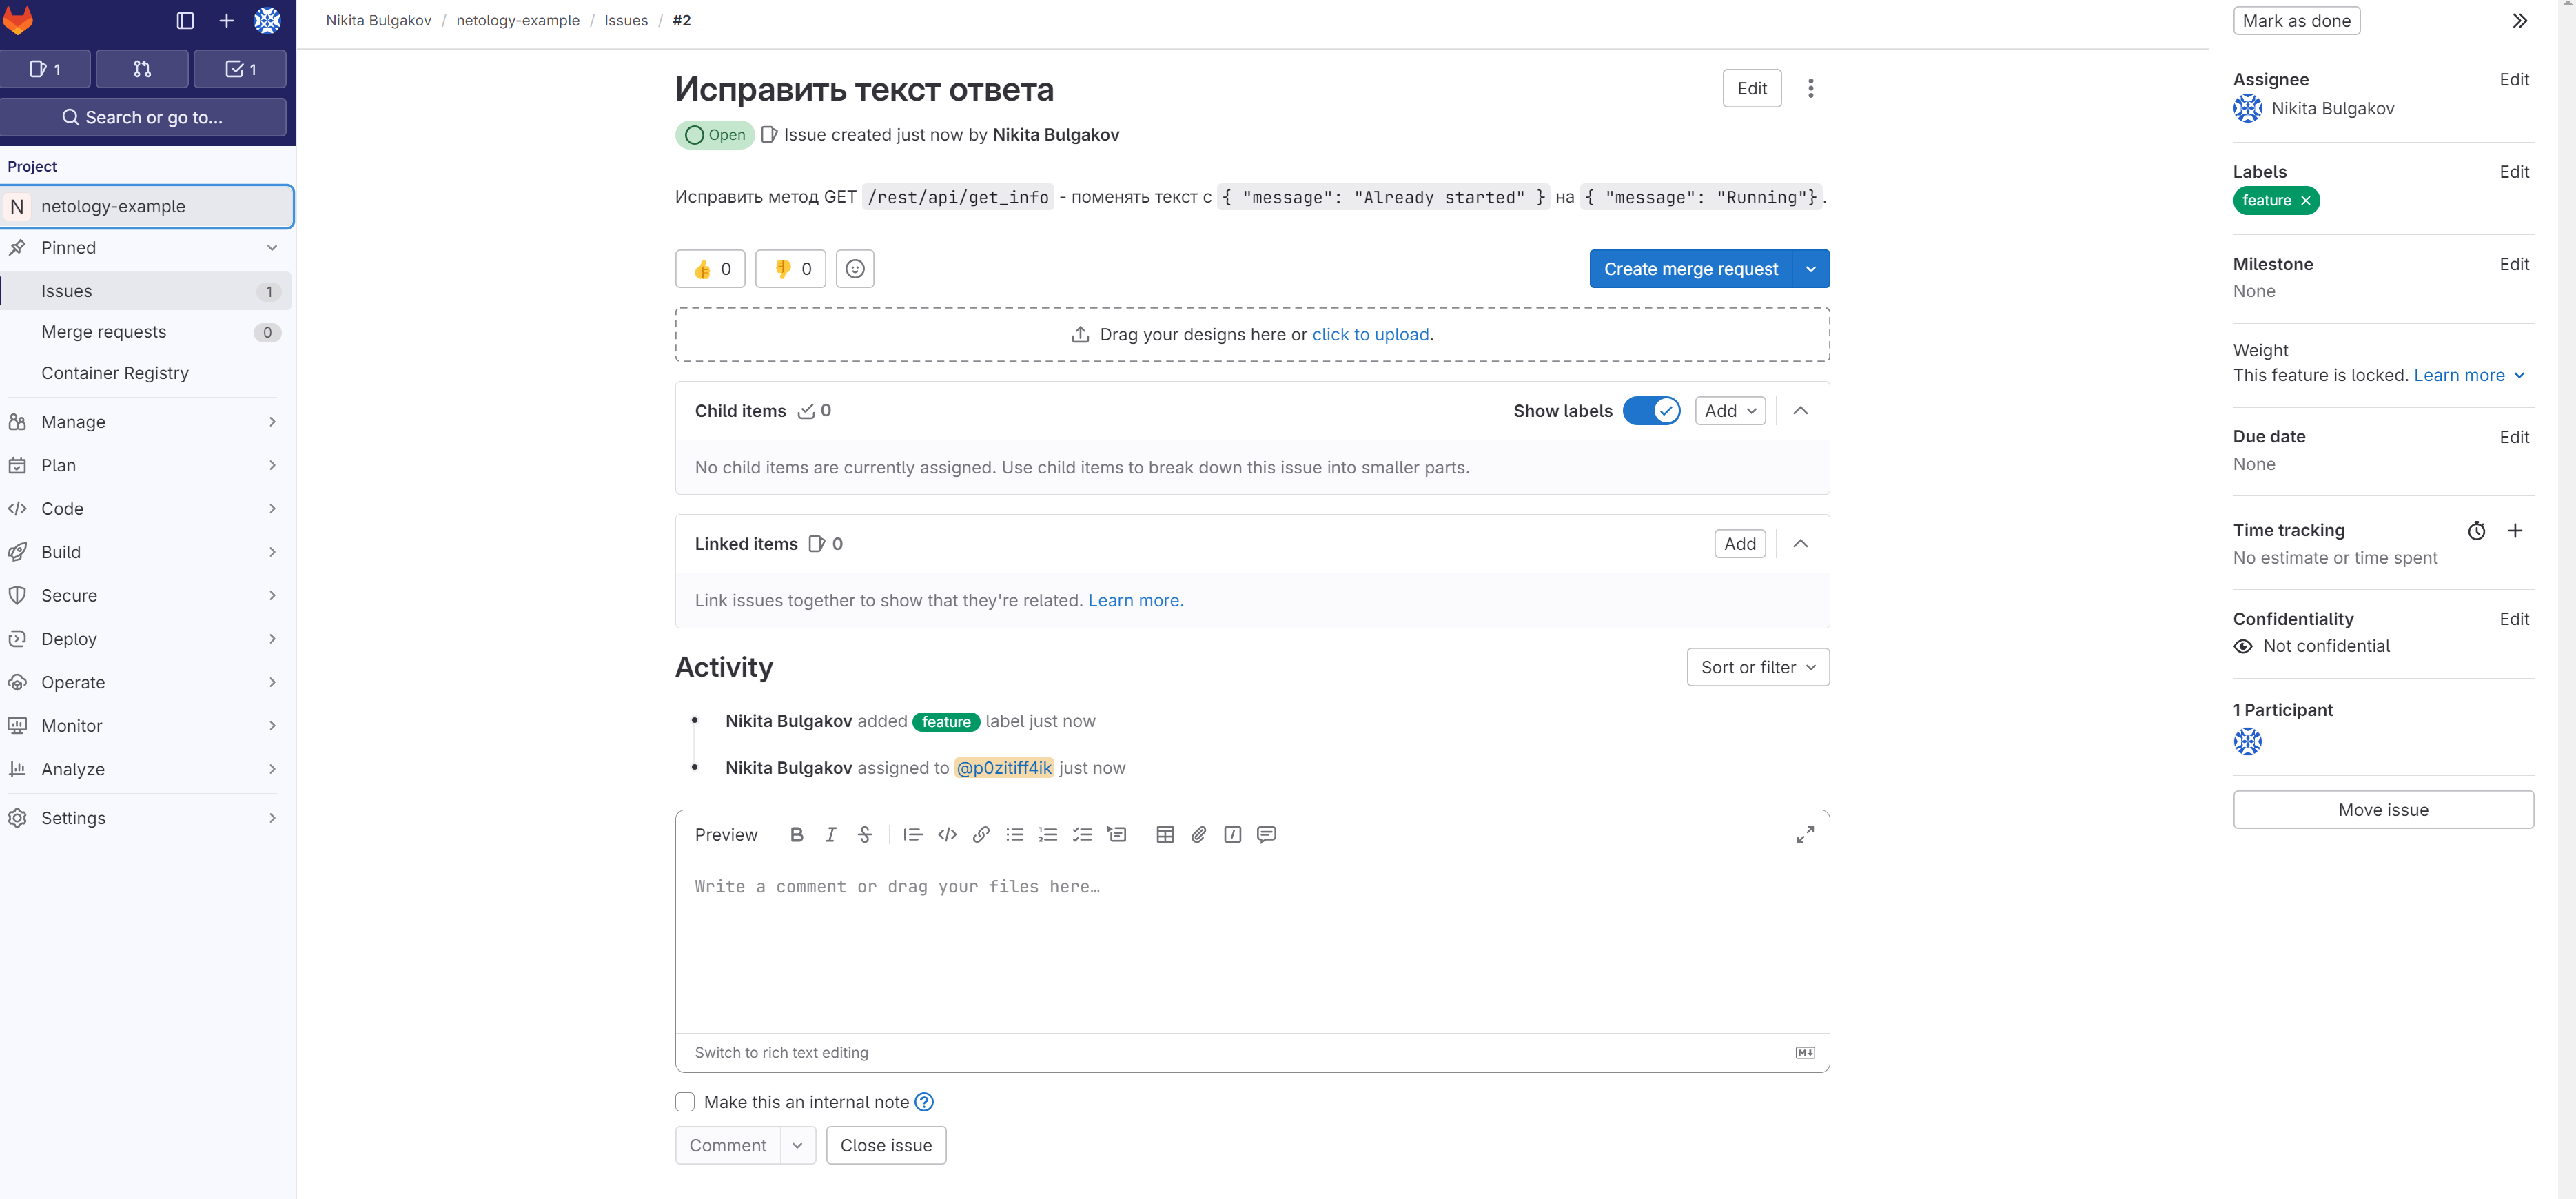 Nikita Bulgakov / netology-example / Issues / #2
1
1
Search or go to...
Project
N netology-example
Pinned
Issues 1
Merge requests 0
Container Registry
Manage
Plan
Code
Build
Secure
Deploy
Operate
Monitor
Analyze
Settings
Исправить текст ответа
Edit
Open Issue created just now by Nikita Bulgakov
Исправить метод GET /rest/api/get_info - поменять текст с { "message": "Already started" } на { "message": "Running"}.
👍 0 👎 0
Create merge request
Drag your designs here or click to upload.
Child items 0 Show labels Add
No child items are currently assigned. Use child items to break down this issue into smaller parts.
Linked items 0 Add
Link issues together to show that they're related. Learn more.
Activity Sort or filter
Nikita Bulgakov added feature label just now
Nikita Bulgakov assigned to @p0zitiff4ik just now
Preview
Write a comment or drag your files here…
Switch to rich text editing
Make this an internal note
Comment Close issue
Mark as done
Assignee Edit
Nikita Bulgakov
Labels Edit
feature
Milestone Edit
None
Weight
This feature is locked. Learn more
Due date Edit
None
Time tracking
No estimate or time spent
Confidentiality Edit
Not confidential
1 Participant
Move issue